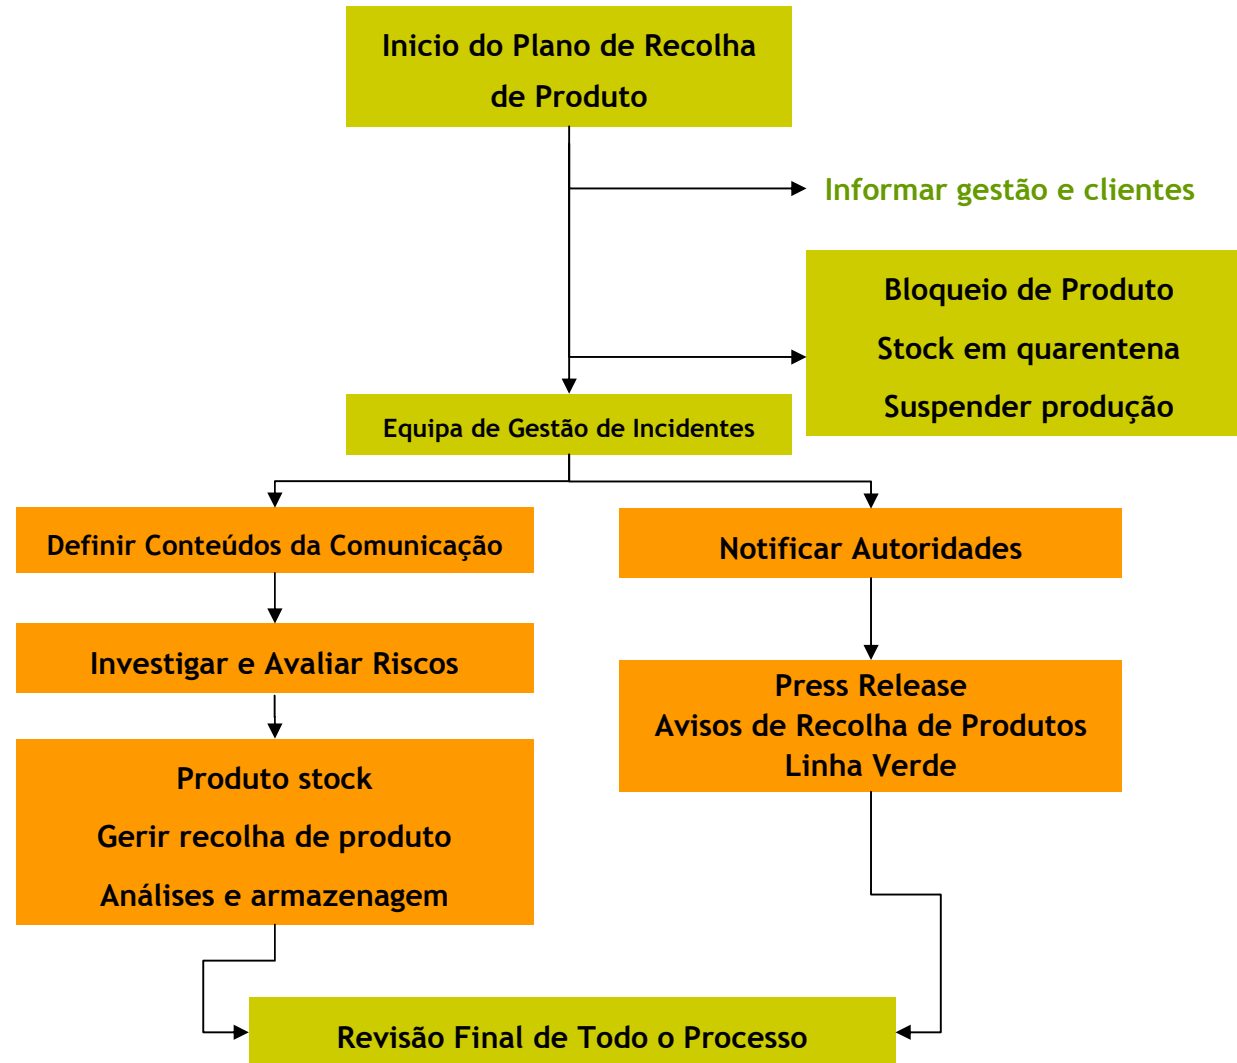 Inicio do Plano de Recolha
de Produto
Informar gestão e clientes
Bloqueio de Produto
Stock em quarentena
Suspender produção
Equipa de Gestão de Incidentes
Definir Conteúdos da Comunicação
Notificar Autoridades
Investigar e Avaliar Riscos
Press Release
Avisos de Recolha de Produtos
Linha Verde
Produto stock
Gerir recolha de produto
Análises e armazenagem
Revisão Final de Todo o Processo